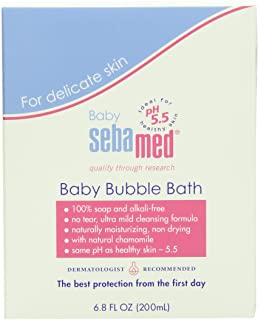 For delicate skin
Baby
sebamed®
ideal for
pH
5.5
healthy skin
quality through research
Baby Bubble Bath
• 100% soap and alkali-free
• no tear, ultra mild cleansing formula
• naturally moisturizing, non drying
• with natural chamomile
• same pH as healthy skin – 5.5
DERMATOLOGIST RECOMMENDED
The best protection from the first day
6.8 FL OZ (200mL)